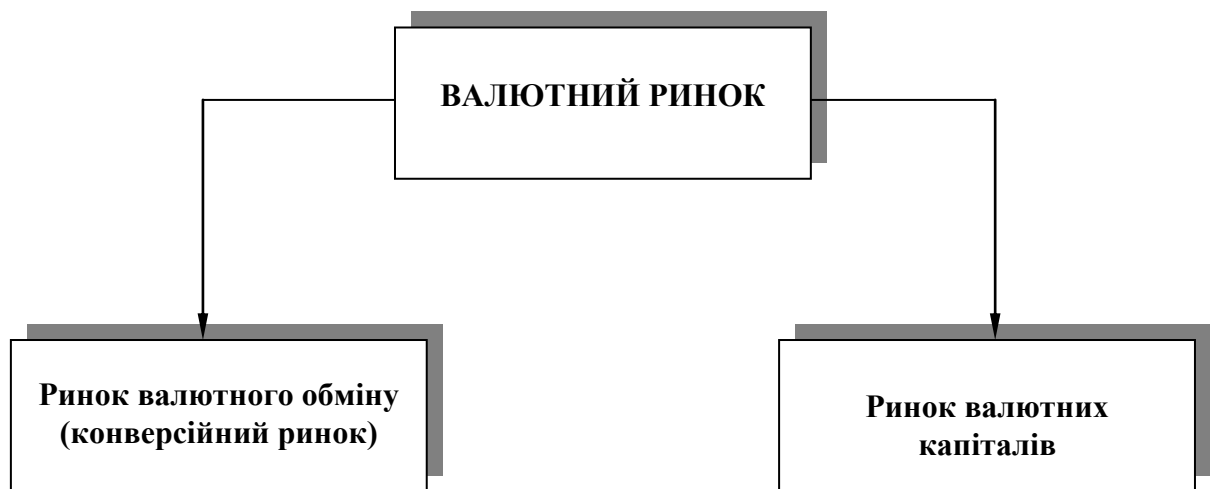 ВАЛЮТНИЙ РИНОК
Ринок валютного обміну
(конверсійний ринок)
Ринок валютних
капіталів